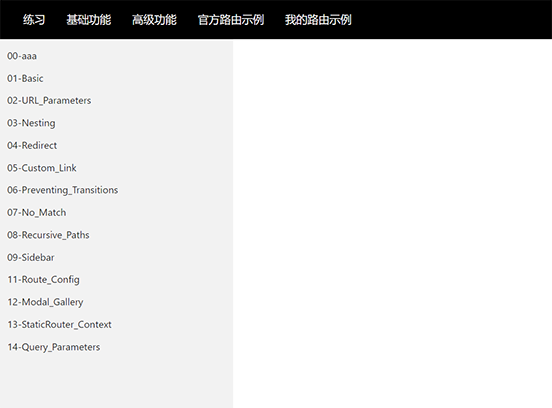 练习 基础功能 高级功能 官方路由示例 我的路由示例
00-aaa
01-Basic
02-URL_Parameters
03-Nesting
04-Redirect
05-Custom_Link
06-Preventing_Transitions
07-No_Match
08-Recursive_Paths
09-Sidebar
11-Route_Config
12-Modal_Gallery
13-StaticRouter_Context
14-Query_Parameters